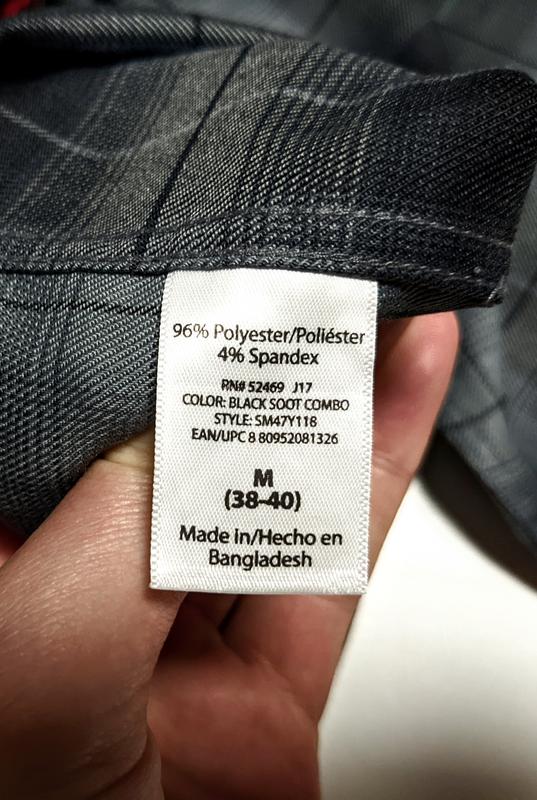 96% Polyester/Poliéster
4% Spandex
RN# 52469 J17
COLOR: BLACK SOOT COMBO
STYLE: SM47Y118
EAN/UPC 8 80952081326
M
(38-40)
Made in/Hecho en
Bangladesh